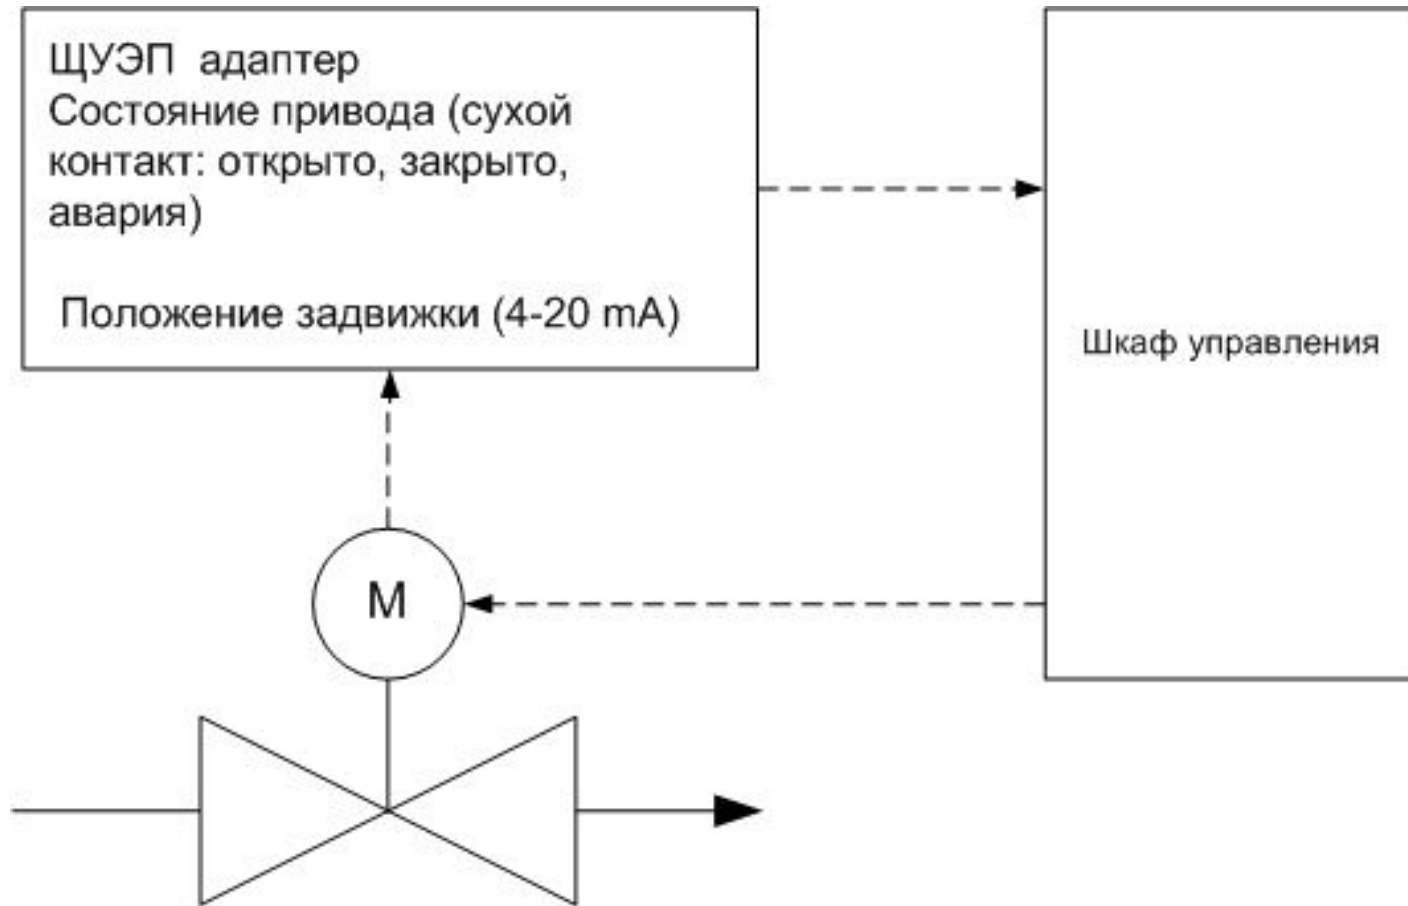 ЩУЭП адаптер
Состояние привода (сухой
контакт: открыто, закрыто,
авария)
Положение задвижки (4-20 mA)
Шкаф управления
М